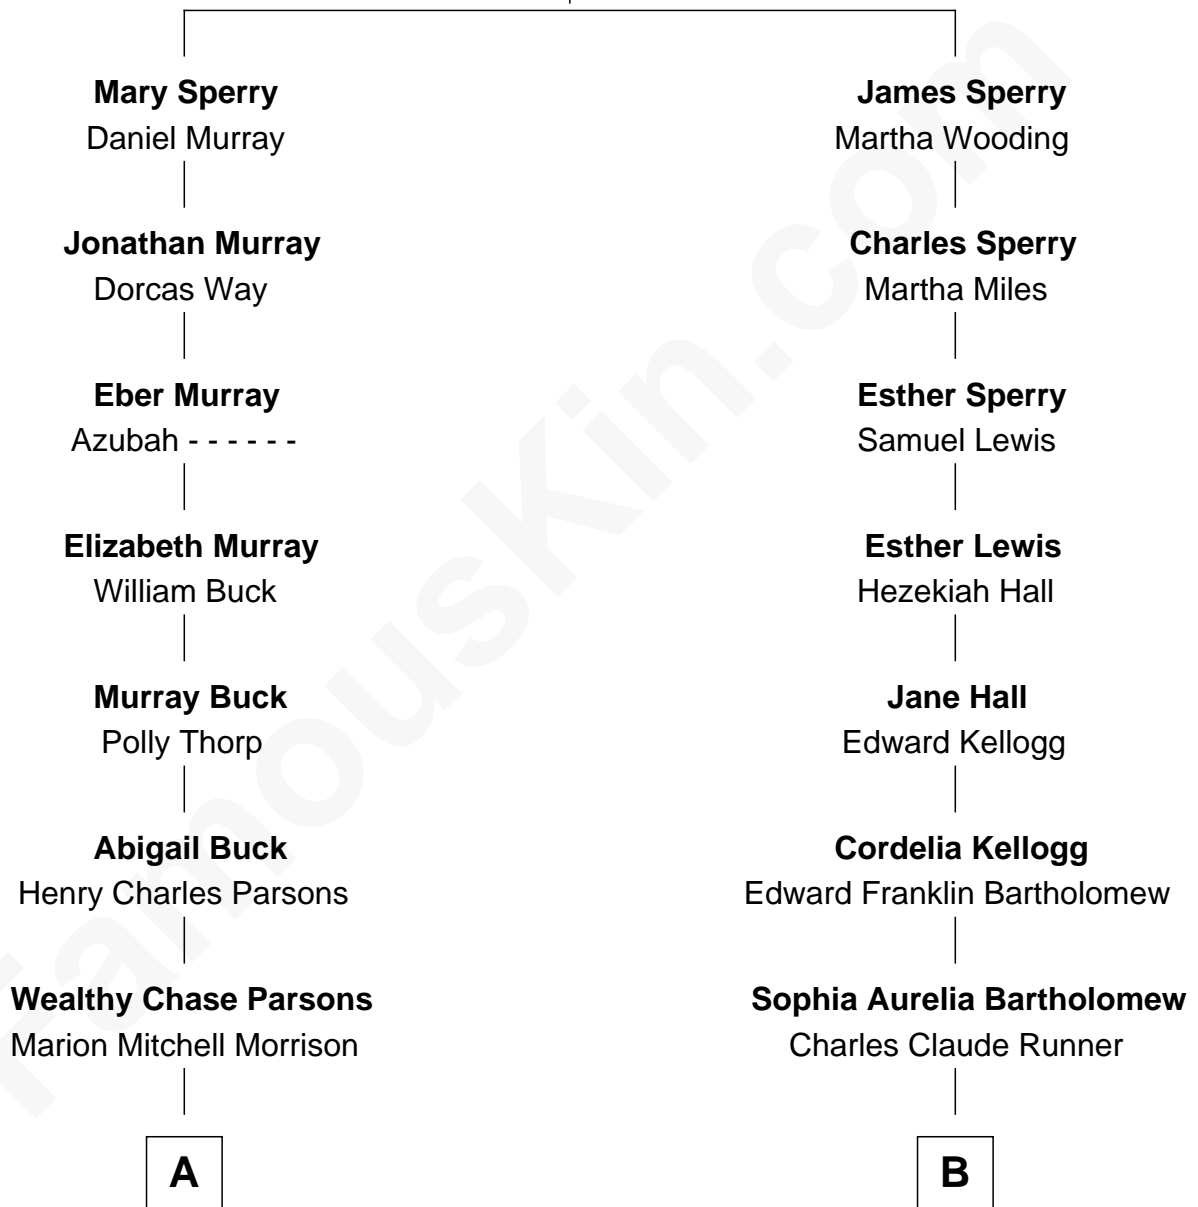 Mary Sperry
Daniel Murray
Jonathan Murray
Dorcas Way
Eber Murray
Azubah - - - - - -
Elizabeth Murray
William Buck
Murray Buck
Polly Thorp
Abigail Buck
Henry Charles Parsons
Wealthy Chase Parsons
Marion Mitchell Morrison
A
James Sperry
Martha Wooding
Charles Sperry
Martha Miles
Esther Sperry
Samuel Lewis
Esther Lewis
Hezekiah Hall
Jane Hall
Edward Kellogg
Cordelia Kellogg
Edward Franklin Bartholomew
Sophia Aurelia Bartholomew
Charles Claude Runner
B
FamousKin.com